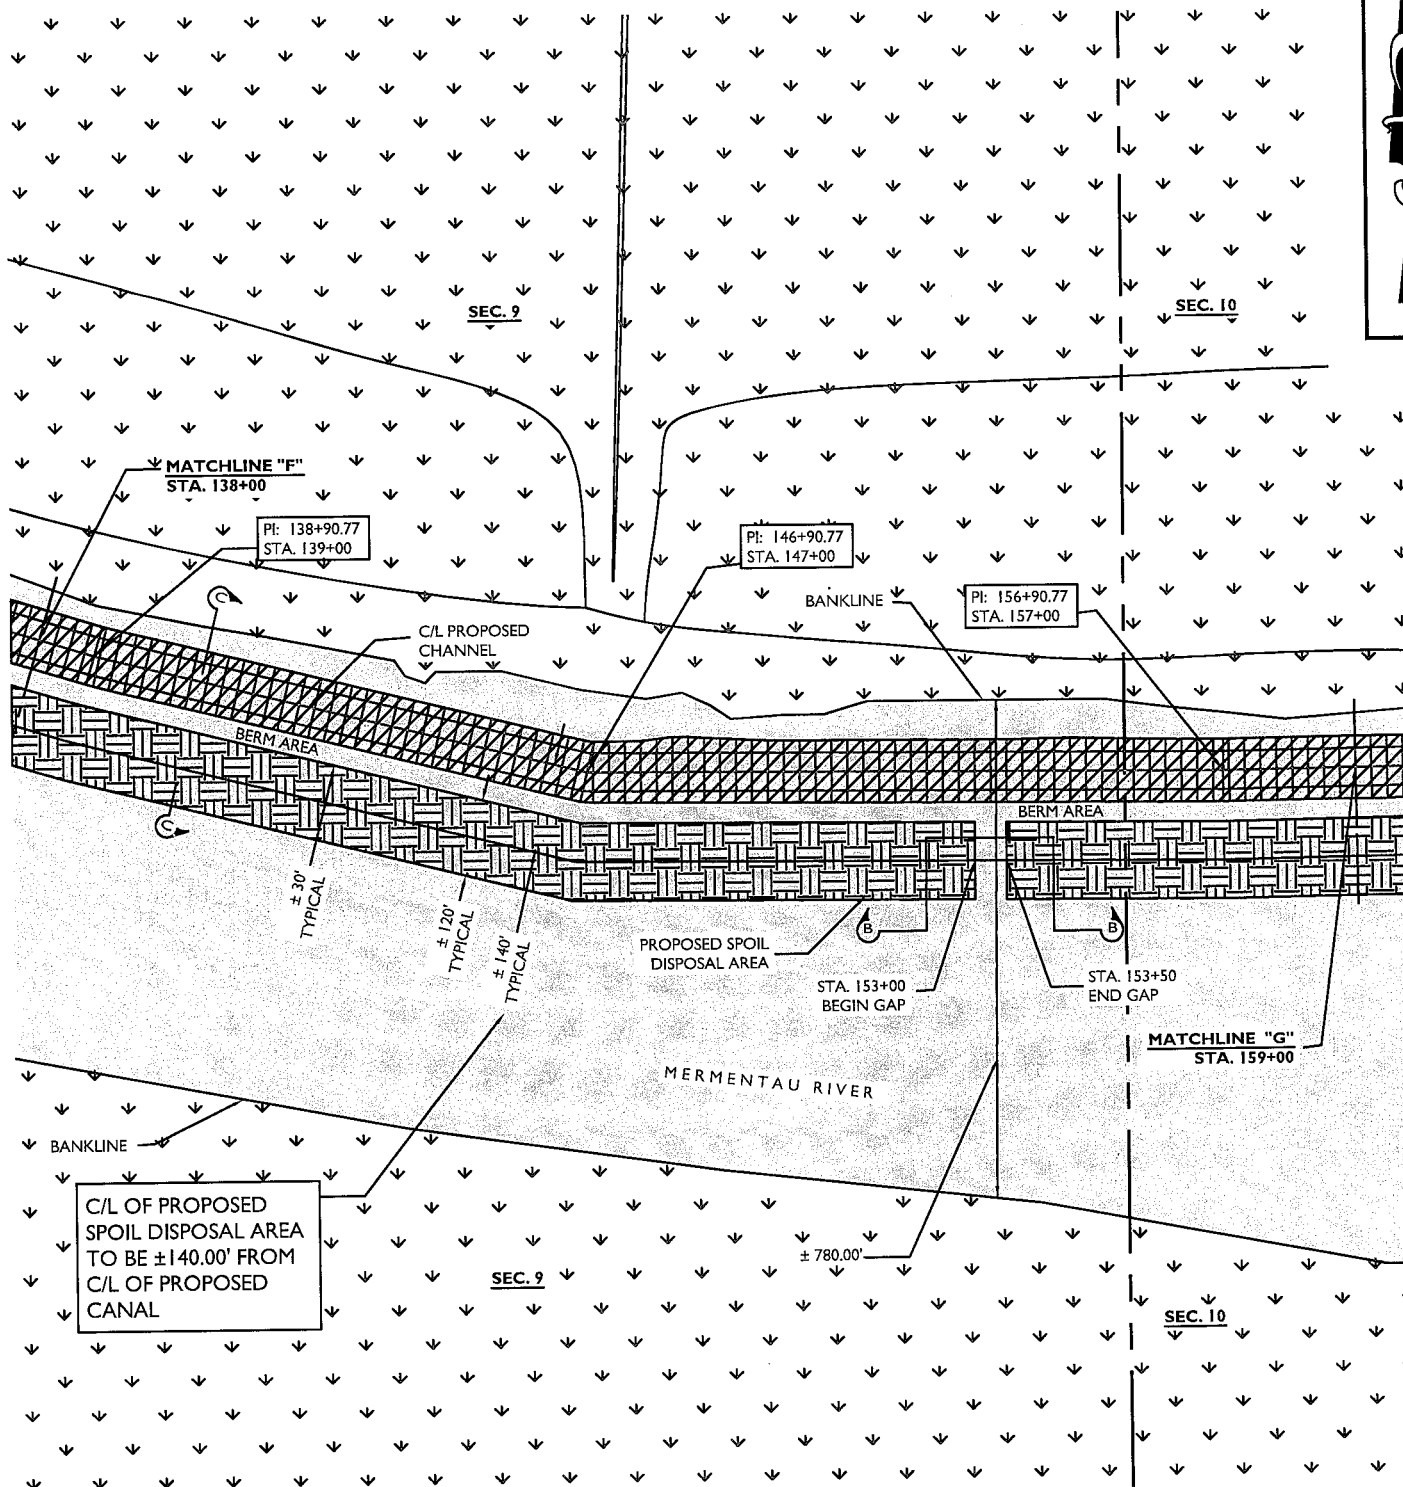 SEC. 9
SEC. 10
MATCHLINE "F"
STA. 138+00
PI: 138+90.77
STA. 139+00
PI: 146+90.77
STA. 147+00
BANKLINE
PI: 156+90.77
STA. 157+00
C
C/L PROPOSED
CHANNEL
BERM AREA
BERM AREA
C
± 30'
TYPICAL
± 120'
TYPICAL
± 140'
TYPICAL
PROPOSED SPOIL
DISPOSAL AREA
B
B
STA. 153+00
BEGIN GAP
STA. 153+50
END GAP
MATCHLINE "G"
STA. 159+00
MERMENTAU RIVER
BANKLINE
C/L OF PROPOSED
SPOIL DISPOSAL AREA
TO BE ±140.00' FROM
C/L OF PROPOSED
CANAL
± 780.00'
SEC. 9
SEC. 10